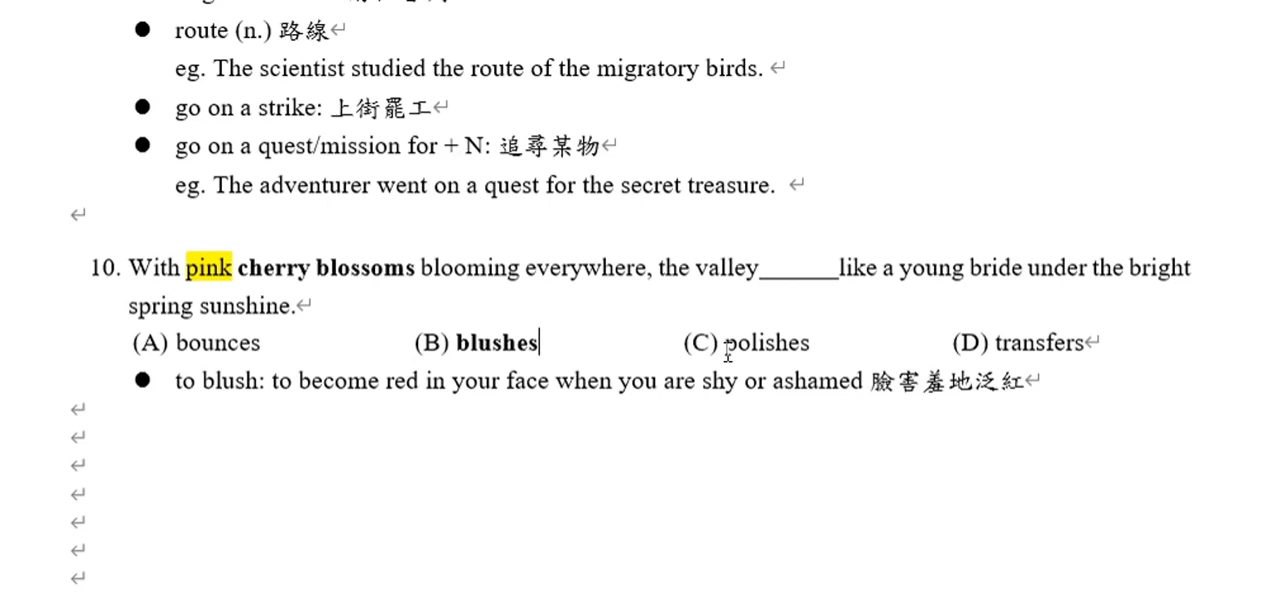 ● route (n.) 路線↵
eg. The scientist studied the route of the migratory birds. ↵
● go on a strike: 上街罷工↵
● go on a quest/mission for + N: 追尋某物↵
eg. The adventurer went on a quest for the secret treasure. ↵
↵
10. With pink cherry blossoms blooming everywhere, the valley______like a young bride under the bright
spring sunshine.↵
(A) bounces (B) blushes (C) polishes (D) transfers↵
● to blush: to become red in your face when you are shy or ashamed 臉害羞地泛紅↵
↵
↵
↵
↵
↵
↵
↵